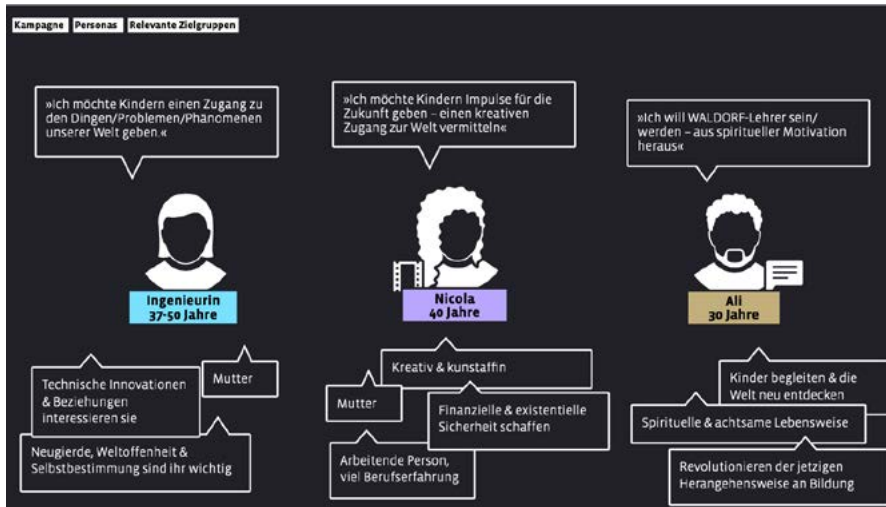 Kampagne Personas Relevante Zielgruppen
»Ich möchte Kindern einen Zugang zu
den Dingen/Problemen/Phänomenen
unserer Welt geben.«
»Ich möchte Kindern Impulse für die
Zukunft geben – einen kreativen
Zugang zur Welt vermitteln«
»Ich will WALDORF-Lehrer sein/
werden – aus spiritueller Motivation
heraus«
Ingenieurin
37-50 Jahre
Nicola
40 Jahre
Ali
30 Jahre
Technische Innovationen
& Beziehungen
interessieren sie
Mutter
Neugierde, Weltoffenheit &
Selbstbestimmung sind ihr wichtig
Kreativ & kunstaffin
Mutter
Finanzielle & existentielle
Sicherheit schaffen
Arbeitende Person,
viel Berufserfahrung
Kinder begleiten & die
Welt neu entdecken
Spirituelle & achtsame Lebensweise
Revolutionieren der jetzigen
Herangehensweise an Bildung